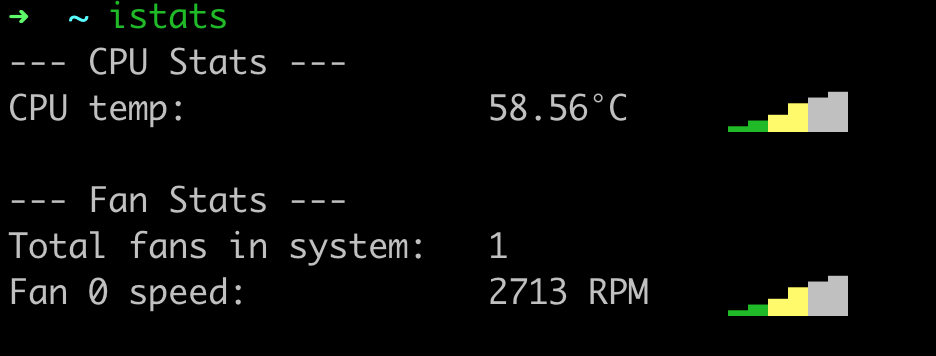 ➜ ~ istats
--- CPU Stats ---
CPU temp: 58.56°C

--- Fan Stats ---
Total fans in system: 1
Fan 0 speed: 2713 RPM